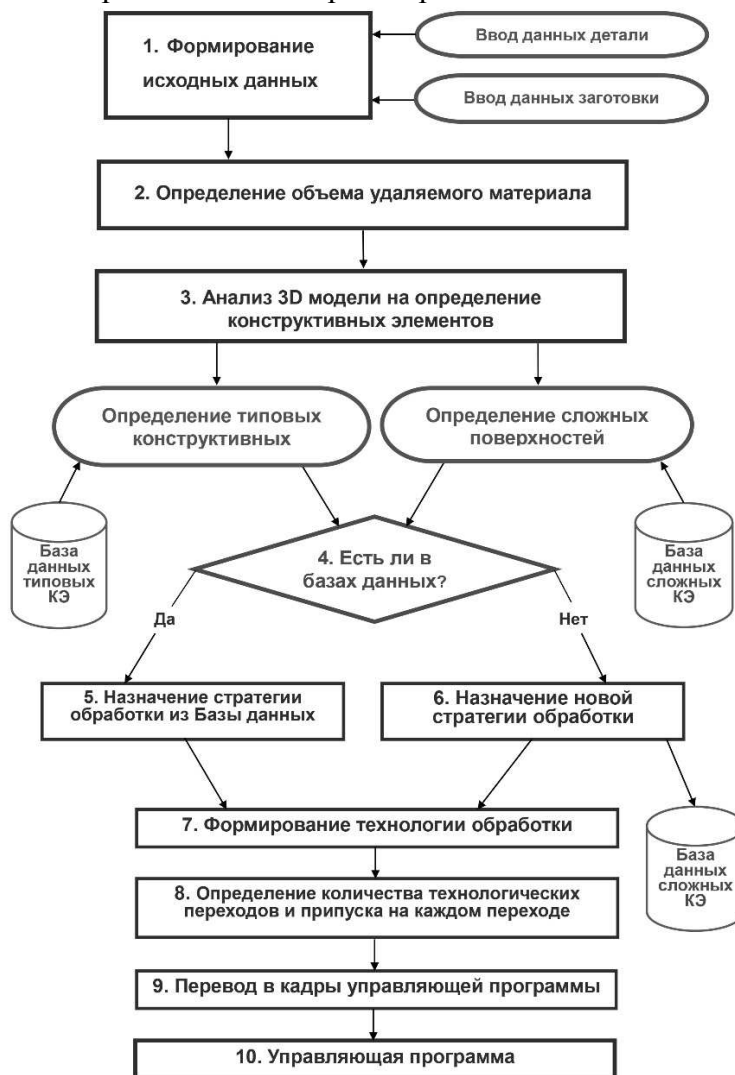 1. Формирование
исходных данных
Ввод данных детали
Ввод данных заготовки
2. Определение объема удаляемого материала
3. Анализ 3D модели на определение
конструктивных элементов
Определение типовых
конструктивных
Определение сложных
поверхностей
База
данных
типовых
КЭ
4. Есть ли в
базах данных?
База
данных
сложных
КЭ
Да
Нет
5. Назначение стратегии
обработки из Базы данных
6. Назначение новой
стратегии обработки
7. Формирование технологии обработки
База
данных
сложных
КЭ
8. Определение количества технологических
переходов и припуска на каждом переходе
9. Перевод в кадры управляющей программы
10. Управляющая программа